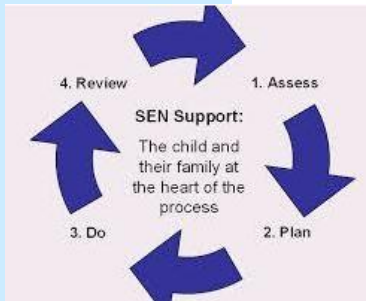 4. Review
1. Assess
SEN Support:
The child and
their family at
the heart of the
process
3. Do
2. Plan